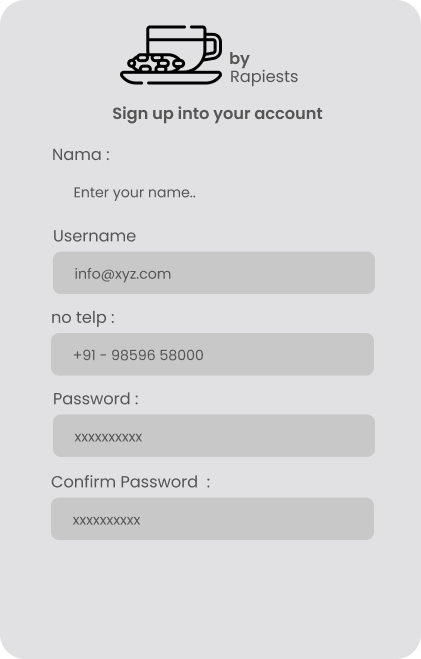 by
Rapiests
Sign up into your account
Nama :
Enter your name..
Username
info@xyz.com
no telp :
+91 - 98596 58000
Password :
xxxxxxxxxx
Confirm Password  :
xxxxxxxxxx